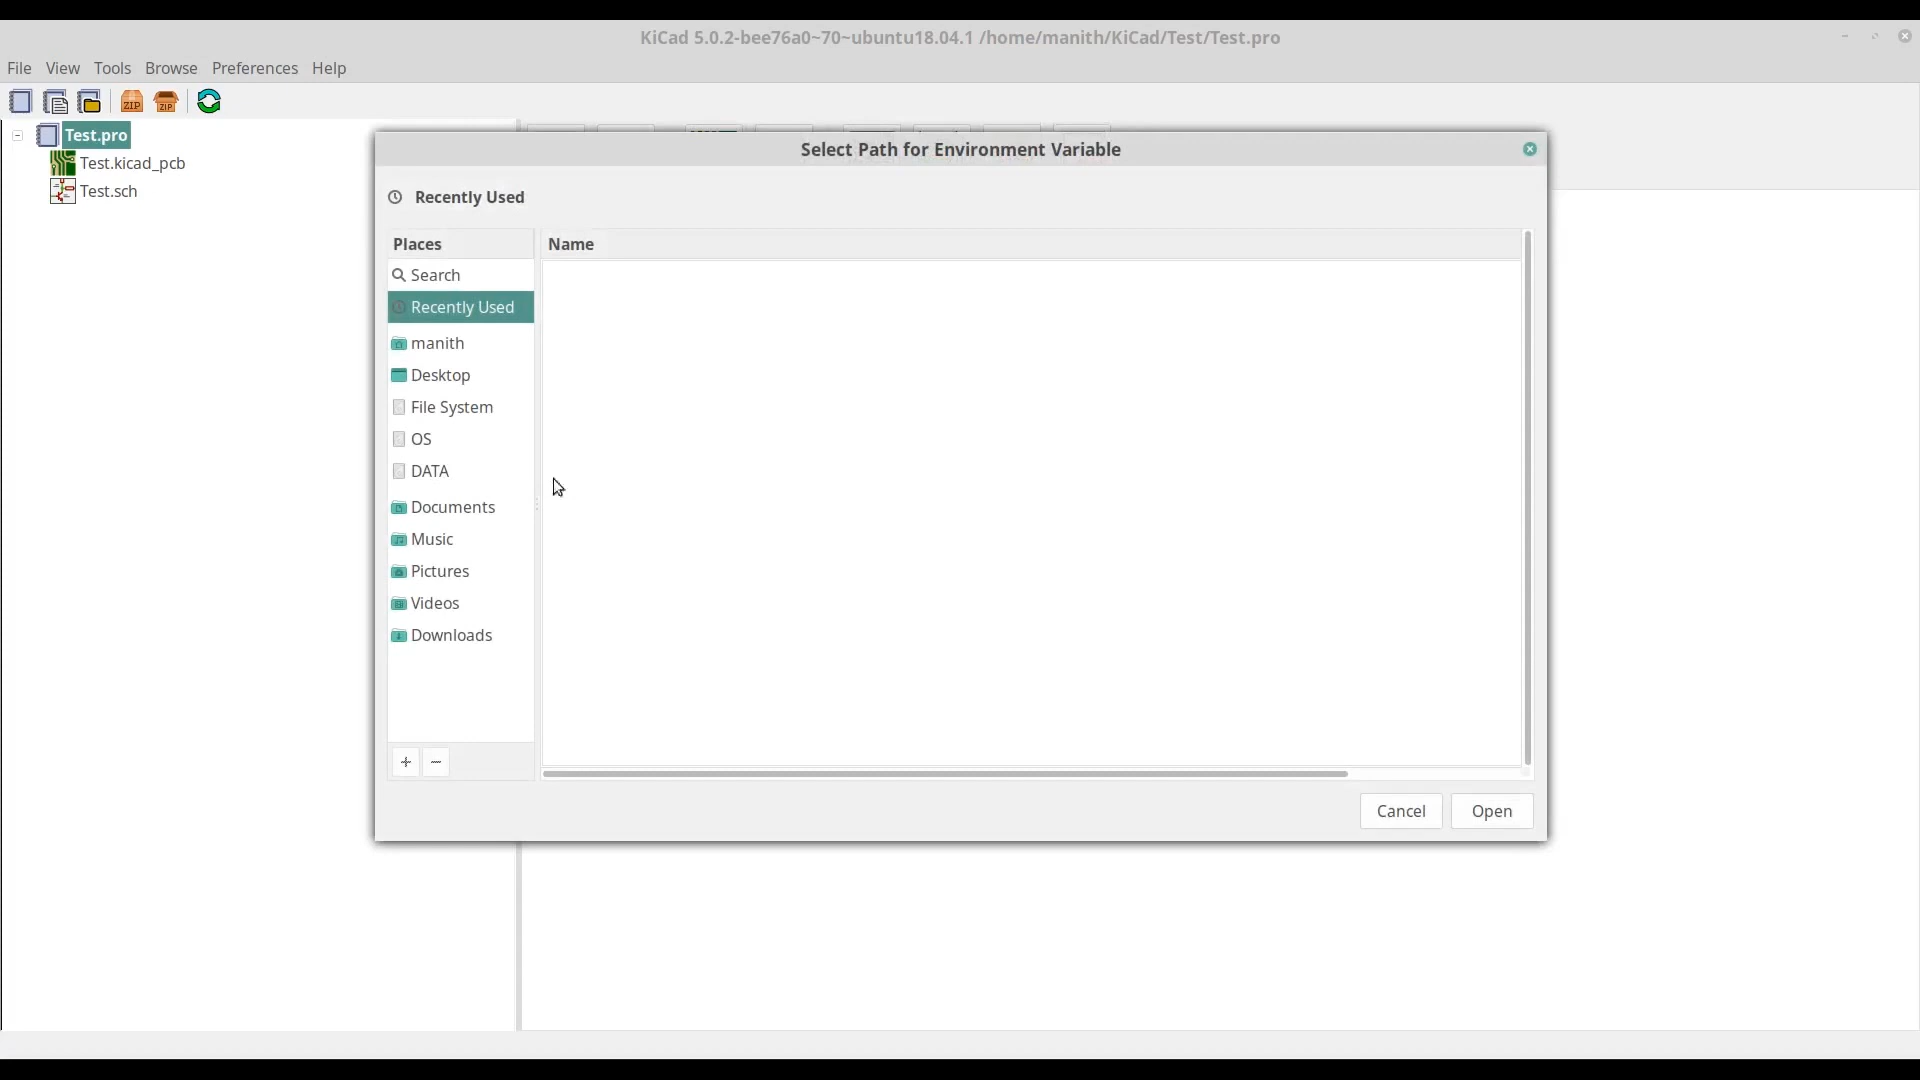 KiCad 5.0.2-bee76a0~70~ubuntu18.04.1 /home/manith/KiCad/Test/Test.pro
File View Tools Browse Preferences Help
ZIP ZIP
Test.pro
Test.kicad_pcb
Test.sch
Select Path for Environment Variable
Recently Used
Places
Name
Search
Recently Used
manith
Desktop
File System
OS
DATA
Documents
Music
Pictures
Videos
Downloads
Cancel Open